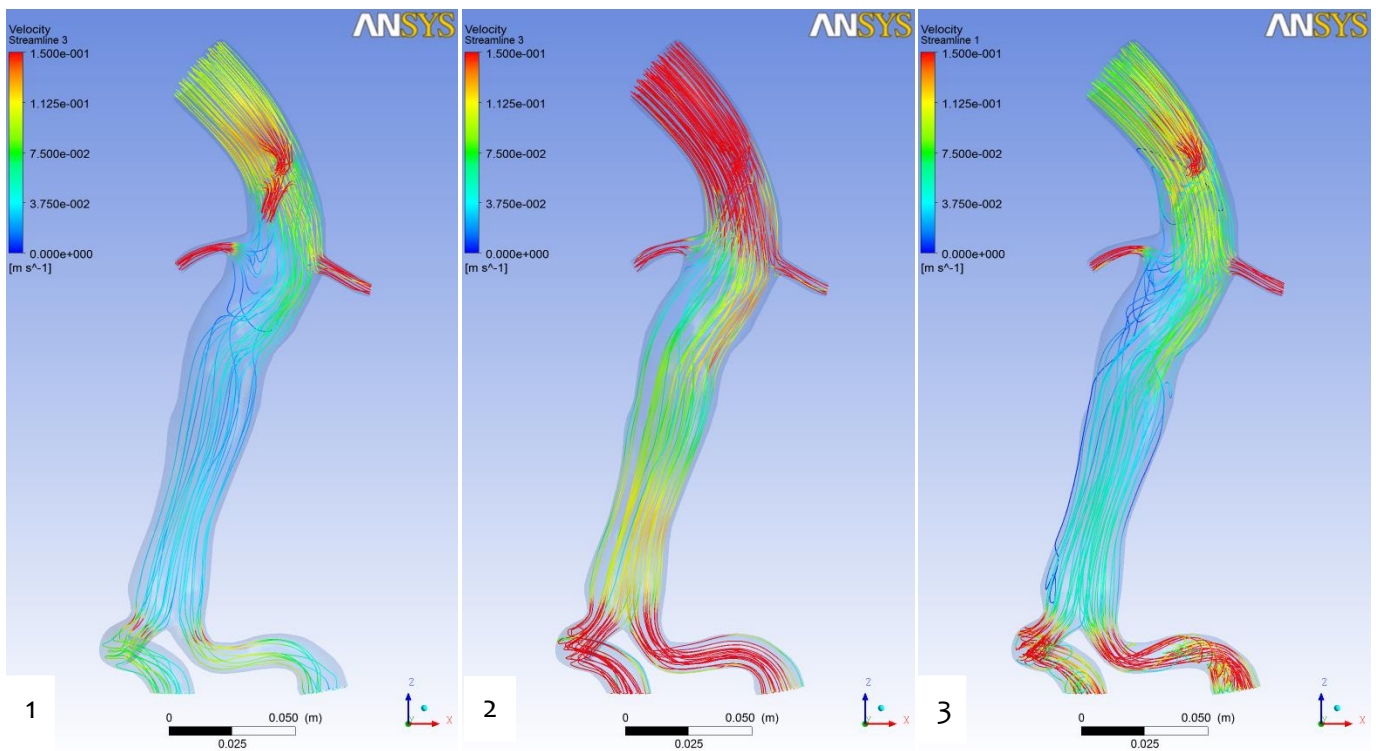 Velocity
Streamline 3
1.500e-001
1.125e-001
7.500e-002
3.750e-002
0.000e+000
[m s^-1]
ANSYS
0 0.050 (m)
0.025
Z
X
1
Velocity
Streamline 3
1.500e-001
1.125e-001
7.500e-002
3.750e-002
0.000e+000
[m s^-1]
ANSYS
0 0.050 (m)
0.025
Z
X
2
Velocity
Streamline 1
1.500e-001
1.125e-001
7.500e-002
3.750e-002
0.000e+000
[m s^-1]
ANSYS
0 0.050 (m)
0.025
Z
X
3